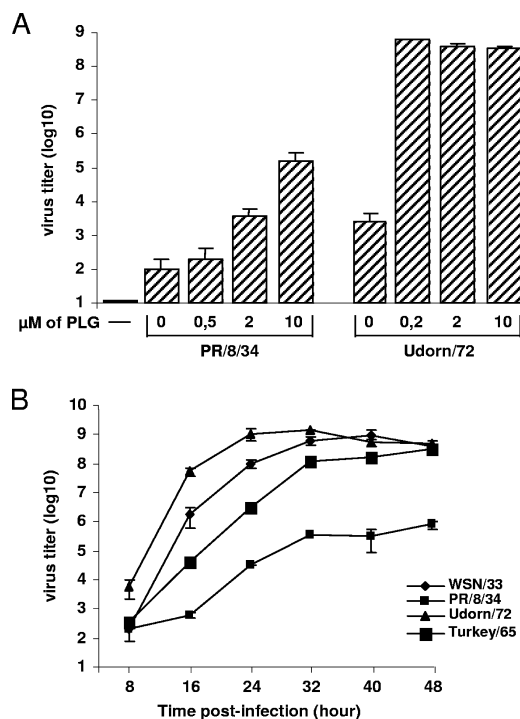 A
virus titer (log10)
9
8
7
6
5
4
3
2
1
µM of PLG — 0 0,5 2 10 0 0,2 2 10
PR/8/34 Udorn/72
B
virus titer (log10)
10
9
8
7
6
5
4
3
2
1
WSN/33
PR/8/34
Udorn/72
Turkey/65
8 16 24 32 40 48
Time post-infection (hour)